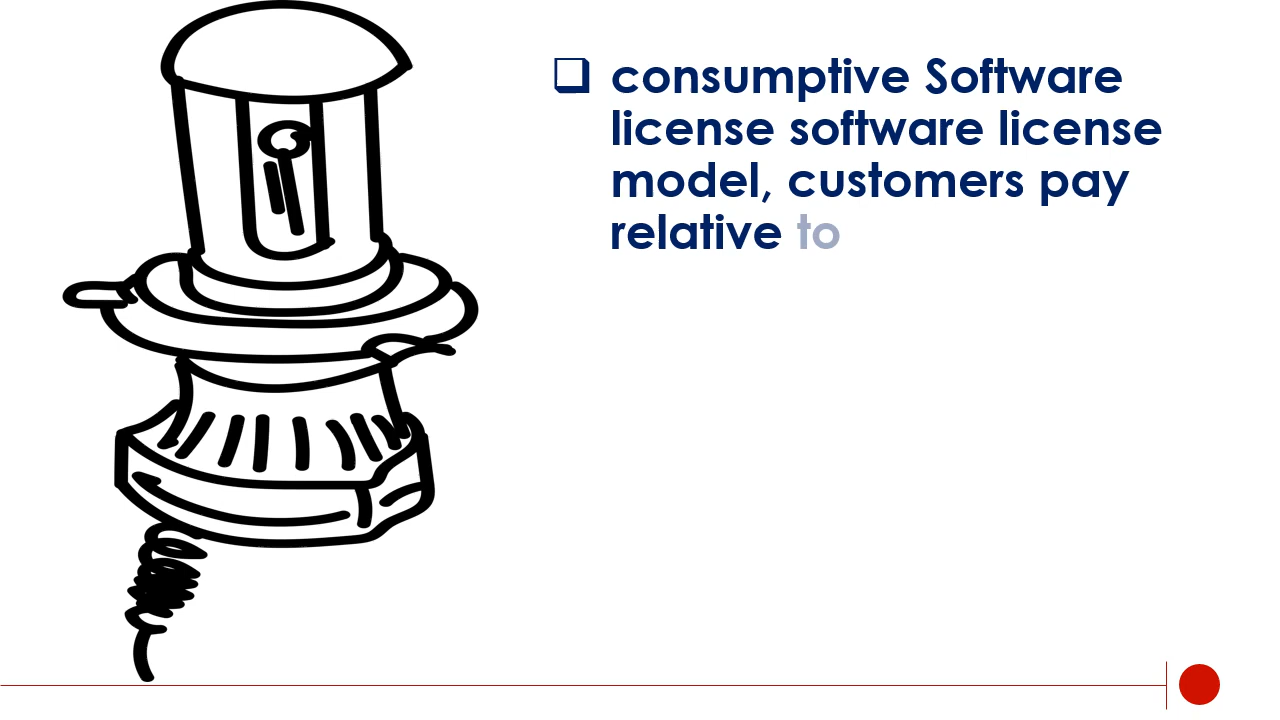 consumptive Software
license software license
model, customers pay
relative to